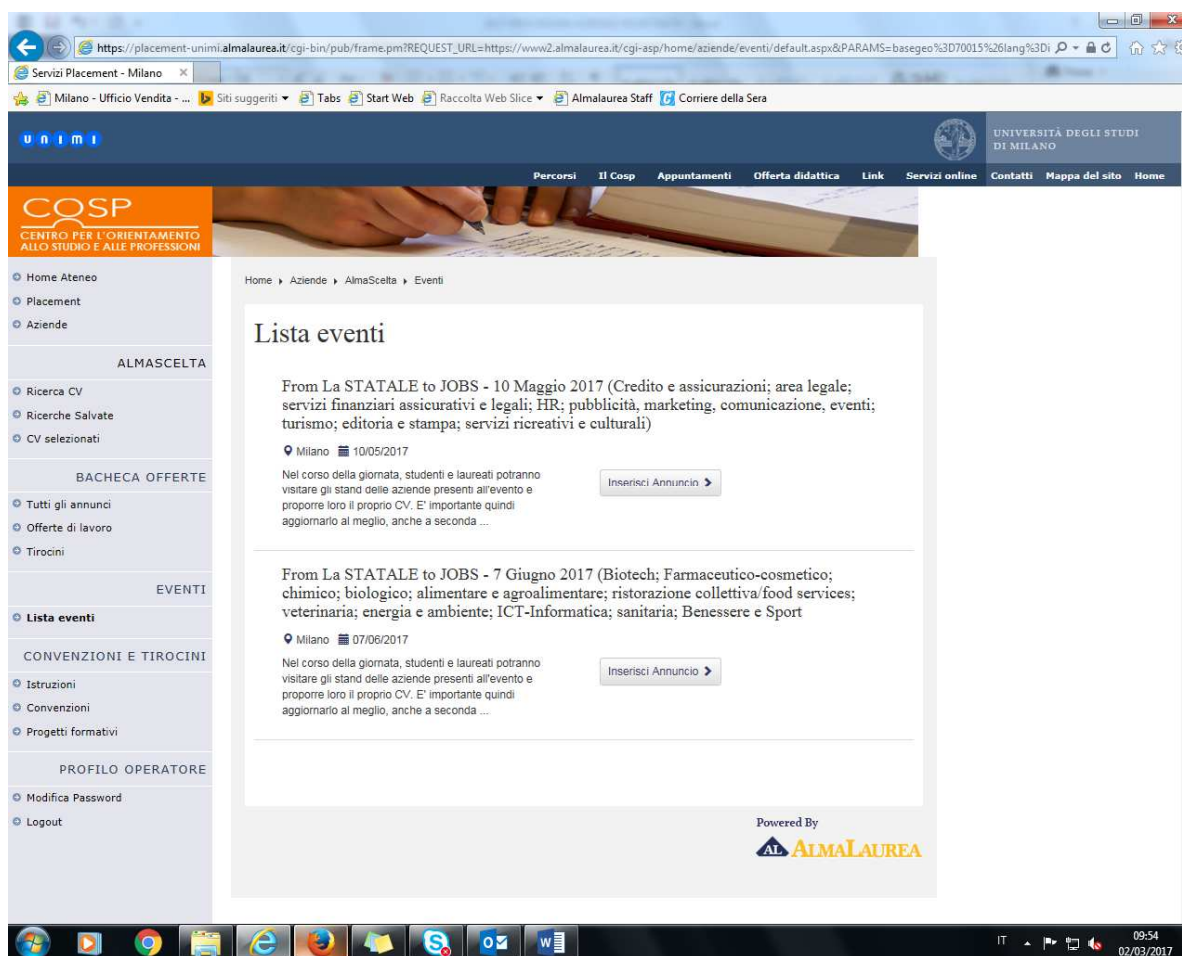 https://placement-unimi.almalaurea.it/cgi-bin/pub/frame.pm?REQUEST_URL=https://www2.almalaurea.it/cgi-asp/home/aziende/eventi/default.aspx&PARAMS=basegeo%3D70015%26lang%3Di
Servizi Placement - Milano
Milano - Ufficio Vendita - ... Siti suggeriti Tabs Start Web Raccolta Web Slice Almalaurea Staff Corriere della Sera
unimi
UNIVERSITÀ DEGLI STUDI
DI MILANO
Percorsi Il Cosp Appuntamenti Offerta didattica Link Servizi online Contatti Mappa del sito Home
COSP
CENTRO PER L'ORIENTAMENTO
ALLO STUDIO E ALLE PROFESSIONI
Home Ateneo
Placement
Aziende
ALMASCELTA
Ricerca CV
Ricerche Salvate
CV selezionati
BACHECA OFFERTE
Tutti gli annunci
Offerte di lavoro
Tirocini
EVENTI
Lista eventi
CONVENZIONI E TIROCINI
Istruzioni
Convenzioni
Progetti formativi
PROFILO OPERATORE
Modifica Password
Logout
Home Aziende AlmaScelta Eventi
Lista eventi
From La STATALE to JOBS - 10 Maggio 2017 (Credito e assicurazioni; area legale;
servizi finanziari assicurativi e legali; HR; pubblicità, marketing, comunicazione, eventi;
turismo; editoria e stampa; servizi ricreativi e culturali)
Milano 10/05/2017
Nel corso della giornata, studenti e laureati potranno
visitare gli stand delle aziende presenti all'evento e
proporre loro il proprio CV. E' importante quindi
aggiornarlo al meglio, anche a seconda ...
Inserisci Annuncio
From La STATALE to JOBS - 7 Giugno 2017 (Biotech; Farmaceutico-cosmetico;
chimico; biologico; alimentare e agroalimentare; ristorazione collettiva/food services;
veterinaria; energia e ambiente; ICT-Informatica; sanitaria; Benessere e Sport
Milano 07/06/2017
Nel corso della giornata, studenti e laureati potranno
visitare gli stand delle aziende presenti all'evento e
proporre loro il proprio CV. E' importante quindi
aggiornarlo al meglio, anche a seconda ...
Inserisci Annuncio
Powered By
AL ALMALAUREA
IT
09:54
02/03/2017